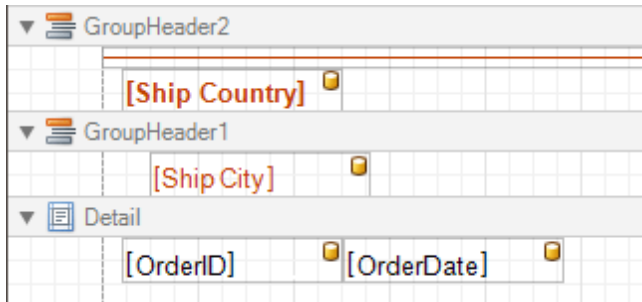 GroupHeader2
[Ship Country]
GroupHeader1
[Ship City]
Detail
[OrderID] [OrderDate]